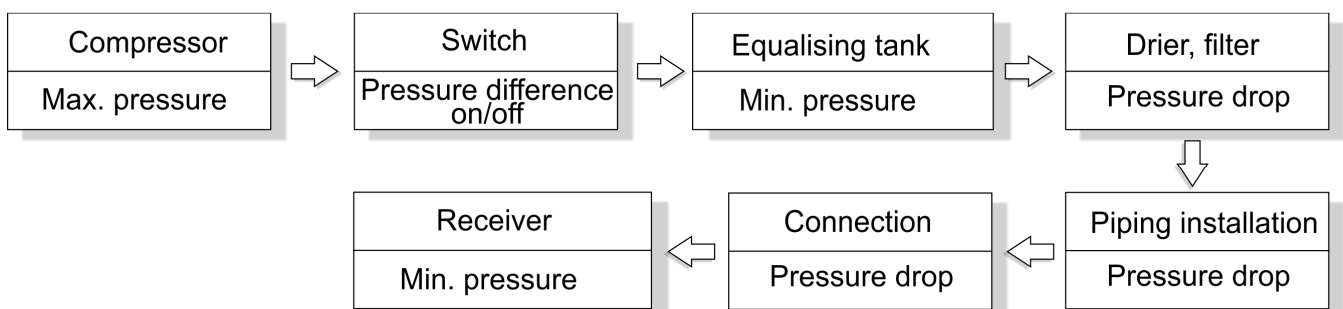 Compressor
Max. pressure
Switch
Pressure difference
on/off
Equalising tank
Min. pressure
Drier, filter
Pressure drop
Piping installation
Pressure drop
Connection
Pressure drop
Receiver
Min. pressure